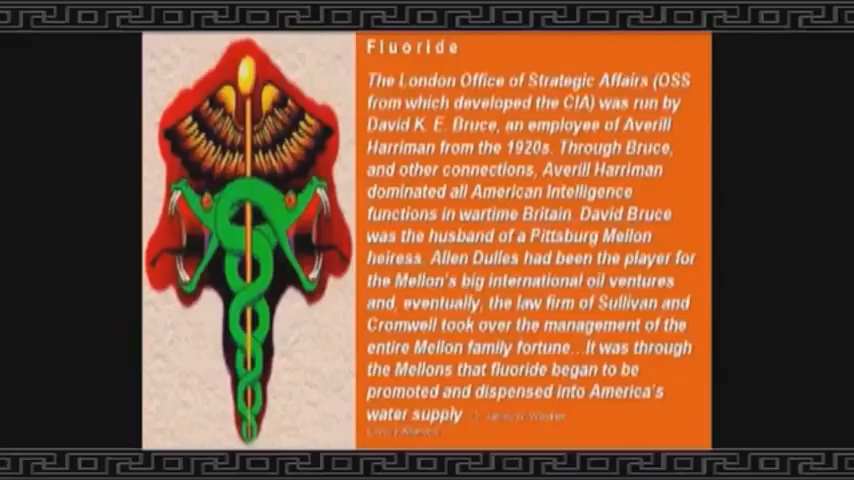 Fluoride
The London Office of Strategic Affairs (OSS
from which developed the CIA) was run by
David K. E. Bruce, an employee of Averill
Harriman from the 1920s. Through Bruce,
and other connections, Averill Harriman
dominated all American Intelligence
functions in wartime Britain. David Bruce
was the husband of a Pittsburg Mellon
heiress. Allen Dulles had been the player for
the Mellon's big international oil ventures
and, eventually, the law firm of Sullivan and
Cromwell took over the management of the
entire Mellon family fortune...It was through
the Mellons that fluoride began to be
promoted and dispensed into America's
water supply